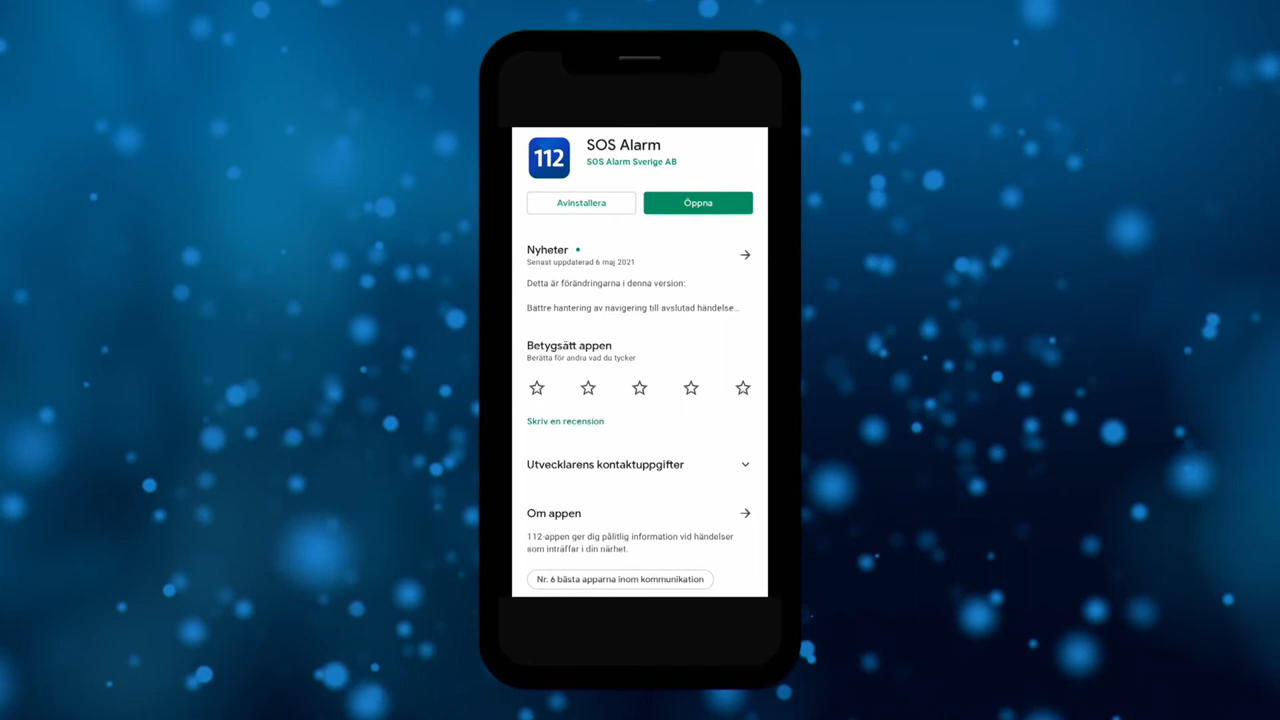 112
SOS Alarm
SOS Alarm Sverige AB
Avinstallera
Öppna
Nyheter
Senast uppdaterad 6 maj 2021
Detta är förändringarna i denna version:
Bättre hantering av navigering till avslutad händelse...
Betygsätt appen
Berätta för andra vad du tycker
Skriv en recension
Utvecklarens kontaktuppgifter
Om appen
112-appen ger dig pålitlig information vid händelser
som inträffar i din närhet.
Nr. 6 bästa apparna inom kommunikation